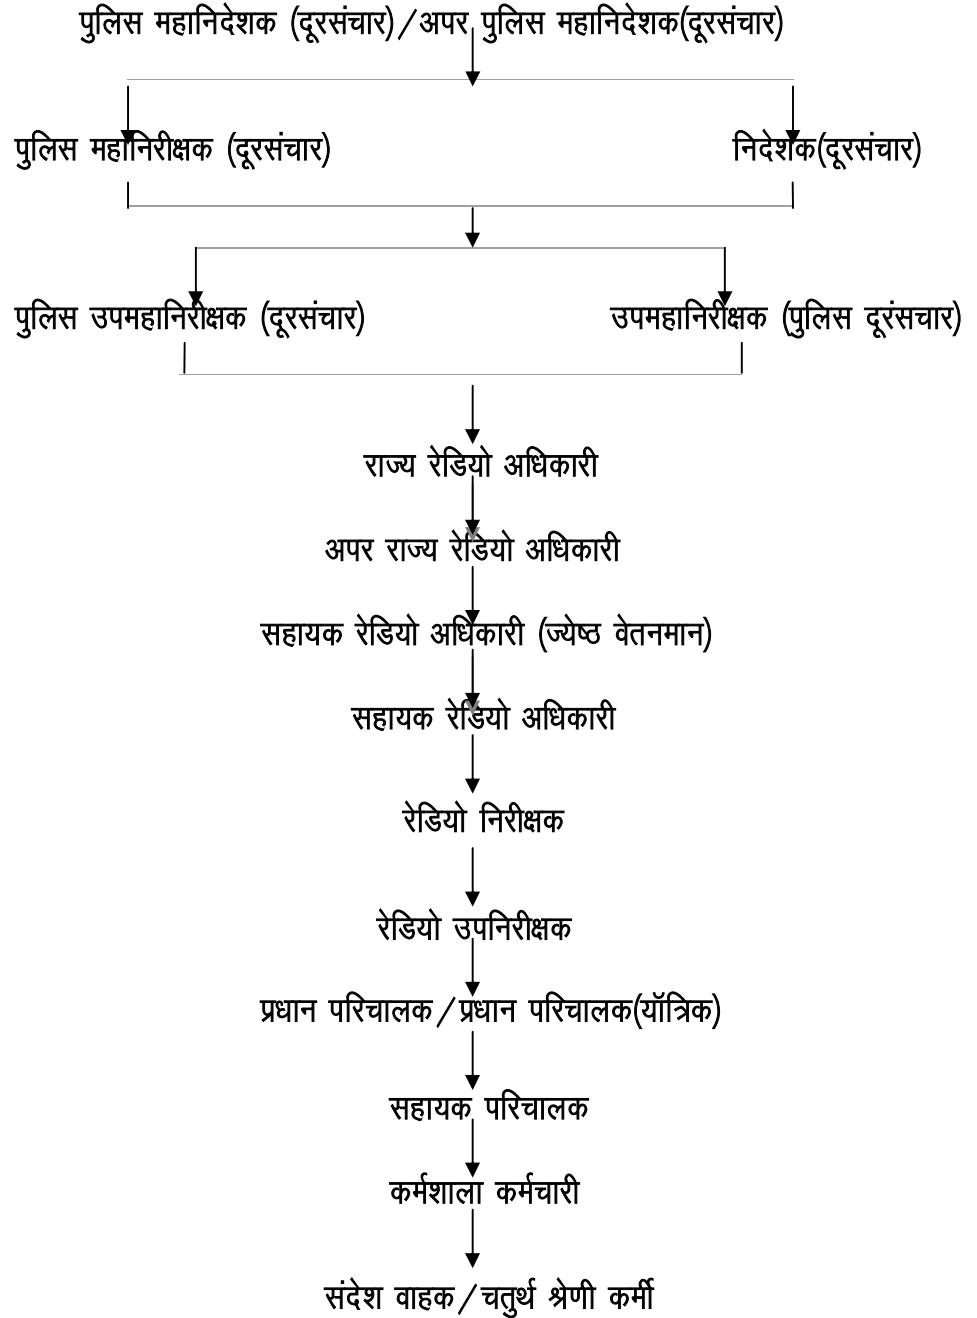 पुलिस महानिदेशक (दूरसंचार)/अपर पुलिस महानिदेशक(दूरसंचार)
पुलिस महानिरीक्षक (दूरसंचार) निदेशक(दूरसंचार)
पुलिस उपमहानिरीक्षक (दूरसंचार) उपमहानिरीक्षक (पुलिस दूरंसचार)
राज्य रेडियो अधिकारी
अपर राज्य रेडियो अधिकारी
सहायक रेडियो अधिकारी (ज्येष्ठ वेतनमान)
सहायक रेडियो अधिकारी
रेडियो निरीक्षक
रेडियो उपनिरीक्षक
प्रधान परिचालक/प्रधान परिचालक(यॉत्रिक)
सहायक परिचालक
कर्मशाला कर्मचारी
संदेश वाहक/चतुर्थ श्रेणी कर्मी